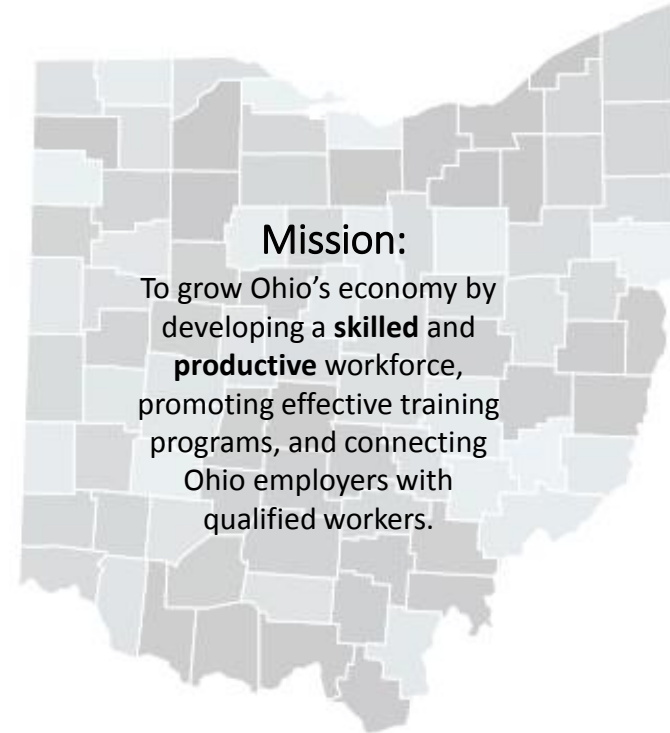 Mission:
To grow Ohio’s economy by
developing a skilled and
productive workforce,
promoting effective training
programs, and connecting
Ohio employers with
qualified workers.